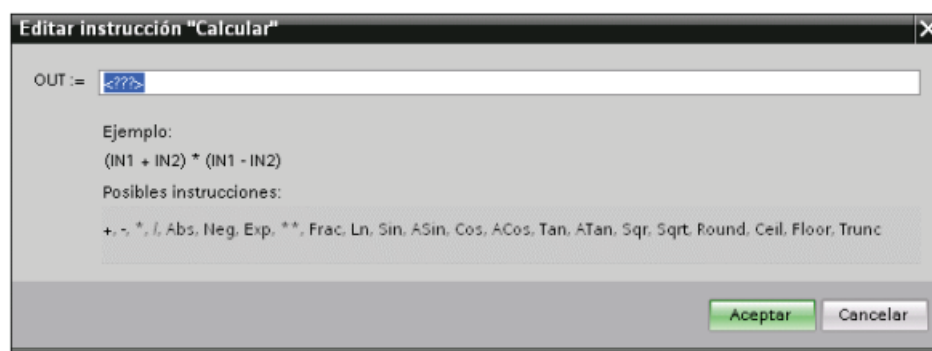 Editar instrucción "Calcular"
OUT := <???>
Ejemplo:
(IN1 + IN2) * (IN1 - IN2)
Posibles instrucciones:
+, -, *, /, Abs, Neg, Exp, **, Frac, Ln, Sin, ASin, Cos, ACos, Tan, ATan, Sqr, Sqrt, Round, Ceil, Floor, Trunc
Aceptar Cancelar